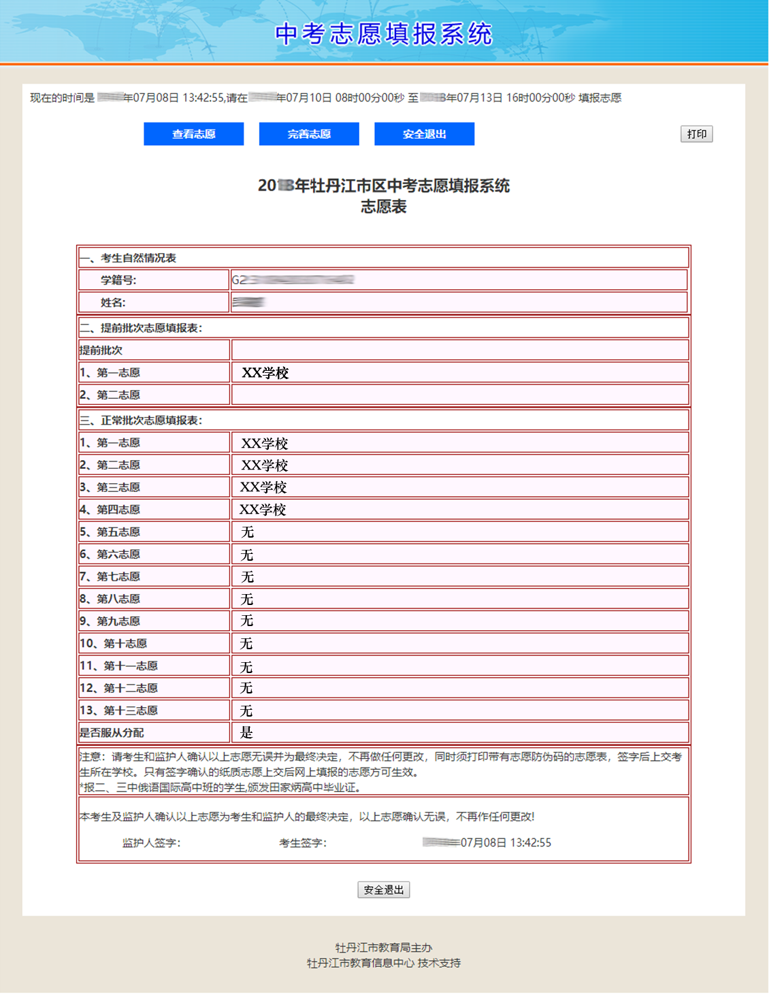 中考志愿填报系统
现在的时间是 年07月08日 13:42:55,请在 年07月10日 08时00分00秒 至 年07月13日 16时00分00秒 填报志愿
查看志愿 完善志愿 安全退出 打印
20 年牡丹江市区中考志愿填报系统
志愿表
一、考生自然情况表
学籍号: G2
姓名:
二、提前批次志愿填报表:
提前批次
1、第一志愿 XX学校
2、第二志愿
三、正常批次志愿填报表:
1、第一志愿 XX学校
2、第二志愿 XX学校
3、第三志愿 XX学校
4、第四志愿 XX学校
5、第五志愿 无
6、第六志愿 无
7、第七志愿 无
8、第八志愿 无
9、第九志愿 无
10、第十志愿 无
11、第十一志愿 无
12、第十二志愿 无
13、第十三志愿 无
是否服从分配 是
注意：请考生和监护人确认以上志愿无误并为最终决定，不再做任何更改，同时须打印带有志愿防伪码的志愿表，签字后上交考
生所在学校。只有签字确认的纸质志愿上交后网上填报的志愿方可生效。
*报二、三中俄语国际高中班的学生,颁发田家炳高中毕业证。
本考生及监护人确认以上志愿为考生和监护人的最终决定，以上志愿确认无误，不再作任何更改!
监护人签字: 考生签字: 07月08日 13:42:55
安全退出
牡丹江市教育局主办
牡丹江市教育信息中心 技术支持